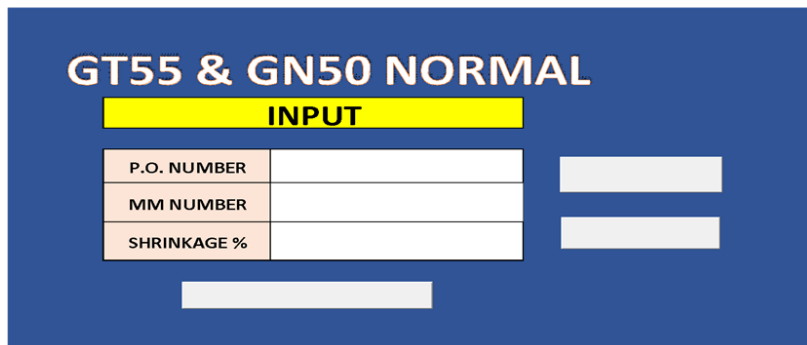 GT55 & GN50 NORMAL
INPUT
P.O. NUMBER
MM NUMBER
SHRINKAGE %